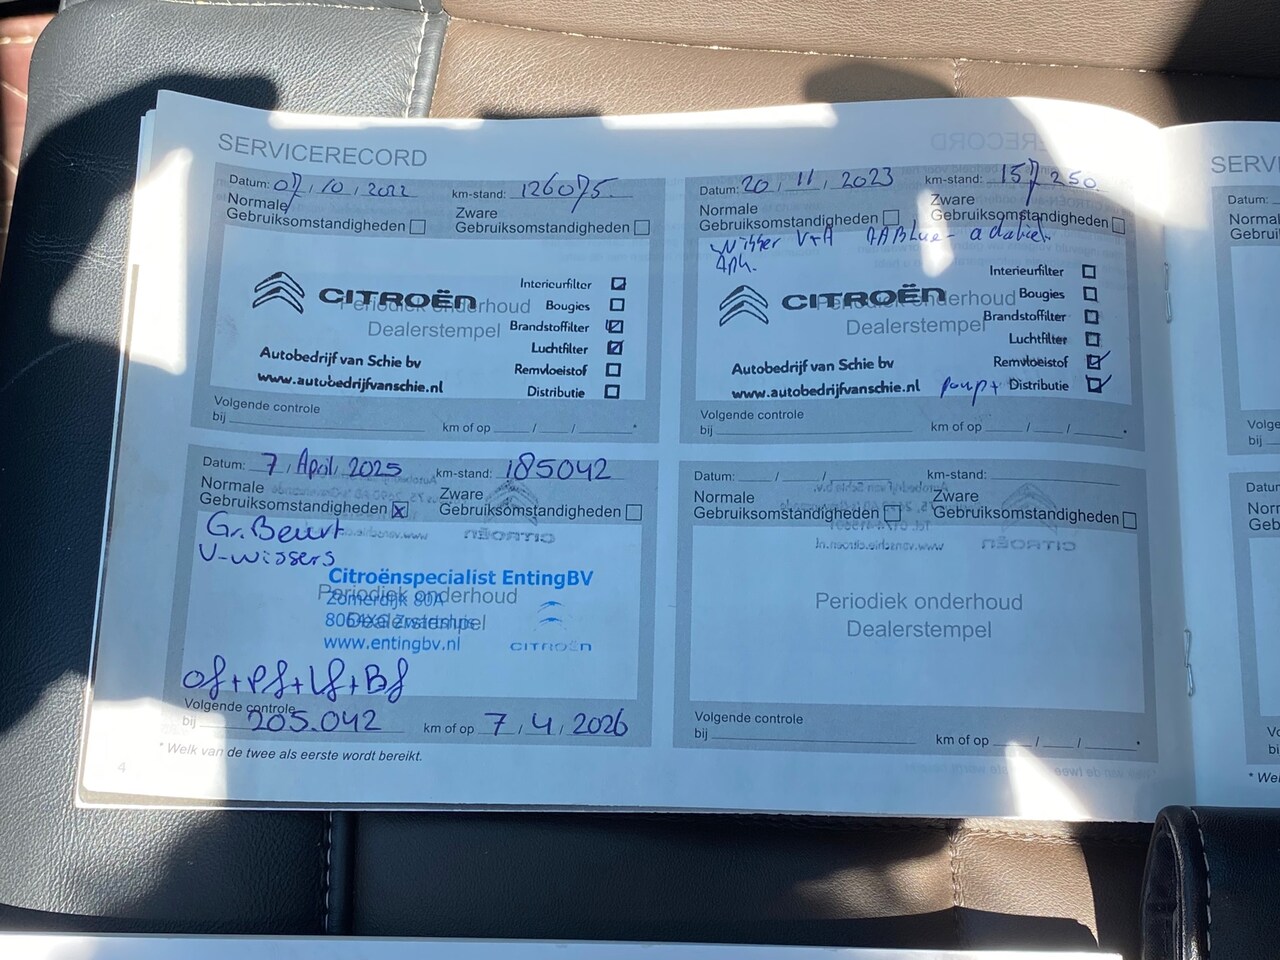 SERVICERECORD
Datum: 07 / 10 / 2022 km-stand: 126075.
Normale Gebruiksomstandigheden
Zware Gebruiksomstandigheden
Interieurfilter
CITROËN
Periodiek onderhoud
Bougies
Dealerstempel
Brandstoffilter
Luchtfilter
Autobedrijf van Schie bv
Remvloeistof
www.autobedrijfvanschie.nl
Distributie
Volgende controle
bij km of op / / *
Datum: 20 / 11 / 2023 km-stand: 157250
Normale Gebruiksomstandigheden
Zware Gebruiksomstandigheden
Wisser V+A
Interieurfilter
CITROËN
Periodiek onderhoud
Bougies
Dealerstempel
Brandstoffilter
Luchtfilter
Autobedrijf van Schie bv
Remvloeistof
www.autobedrijfvanschie.nl
pomp + Distributie
Volgende controle
bij km of op / / *
Datum: 7 / April / 2025 km-stand: 185042
Normale Gebruiksomstandigheden x
Zware Gebruiksomstandigheden
Gr. Beurt
V-wissers
Citroënspecialist Enting BV
Periodiek onderhoud
Zomerdijk 80A
Dealerstempel
www.entingbv.nl
CITROËN
of+Pf+Lf+Bf
Volgende controle
bij 205.042 km of op 7 / 4 / 2026
* Welk van de twee als eerste wordt bereikt.
4
Datum: / / km-stand:
Normale Gebruiksomstandigheden
Zware Gebruiksomstandigheden
Periodiek onderhoud
Dealerstempel
Volgende controle
bij km of op / / *